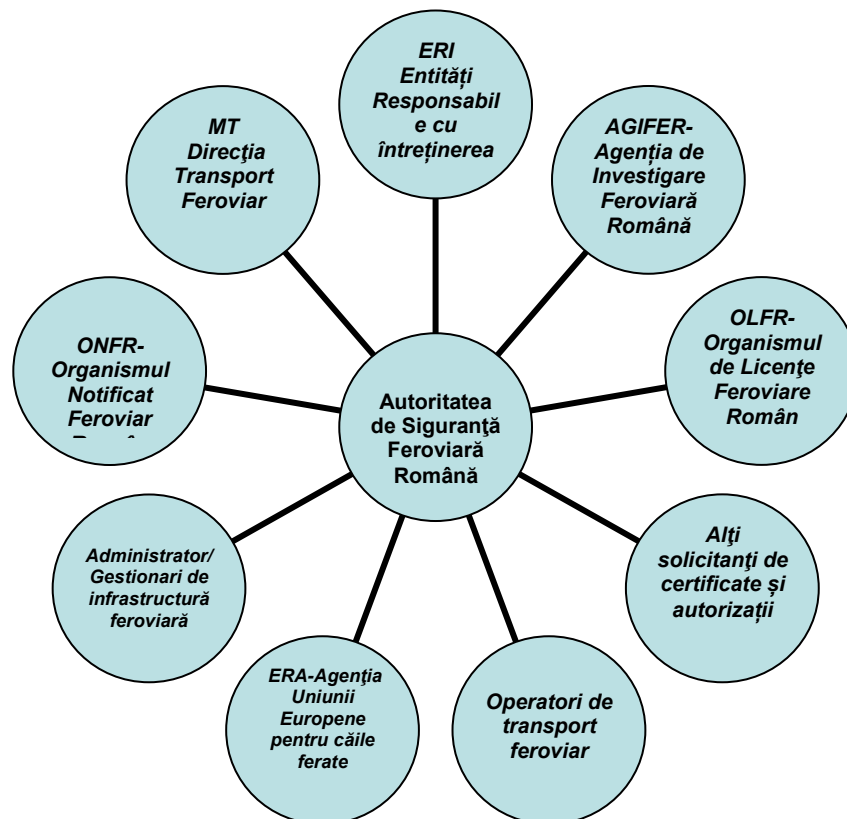 ERI
Entități
Responsabil
e cu
întreținerea
MT
Direcţia
Transport
Feroviar
AGIFER-
Agenția de
Investigare
Feroviară
Română
ONFR-
Organismul
Notificat
Feroviar
OLFR-
Organismul
de Licenţe
Feroviare
Român
Autoritatea
de Siguranţă
Feroviară
Română
Administrator/
Gestionari de
infrastructură
feroviară
Alţi
solicitanţi de
certificate și
autorizații
ERA-Agenţia
Uniunii
Europene
pentru căile
ferate
Operatori de
transport
feroviar